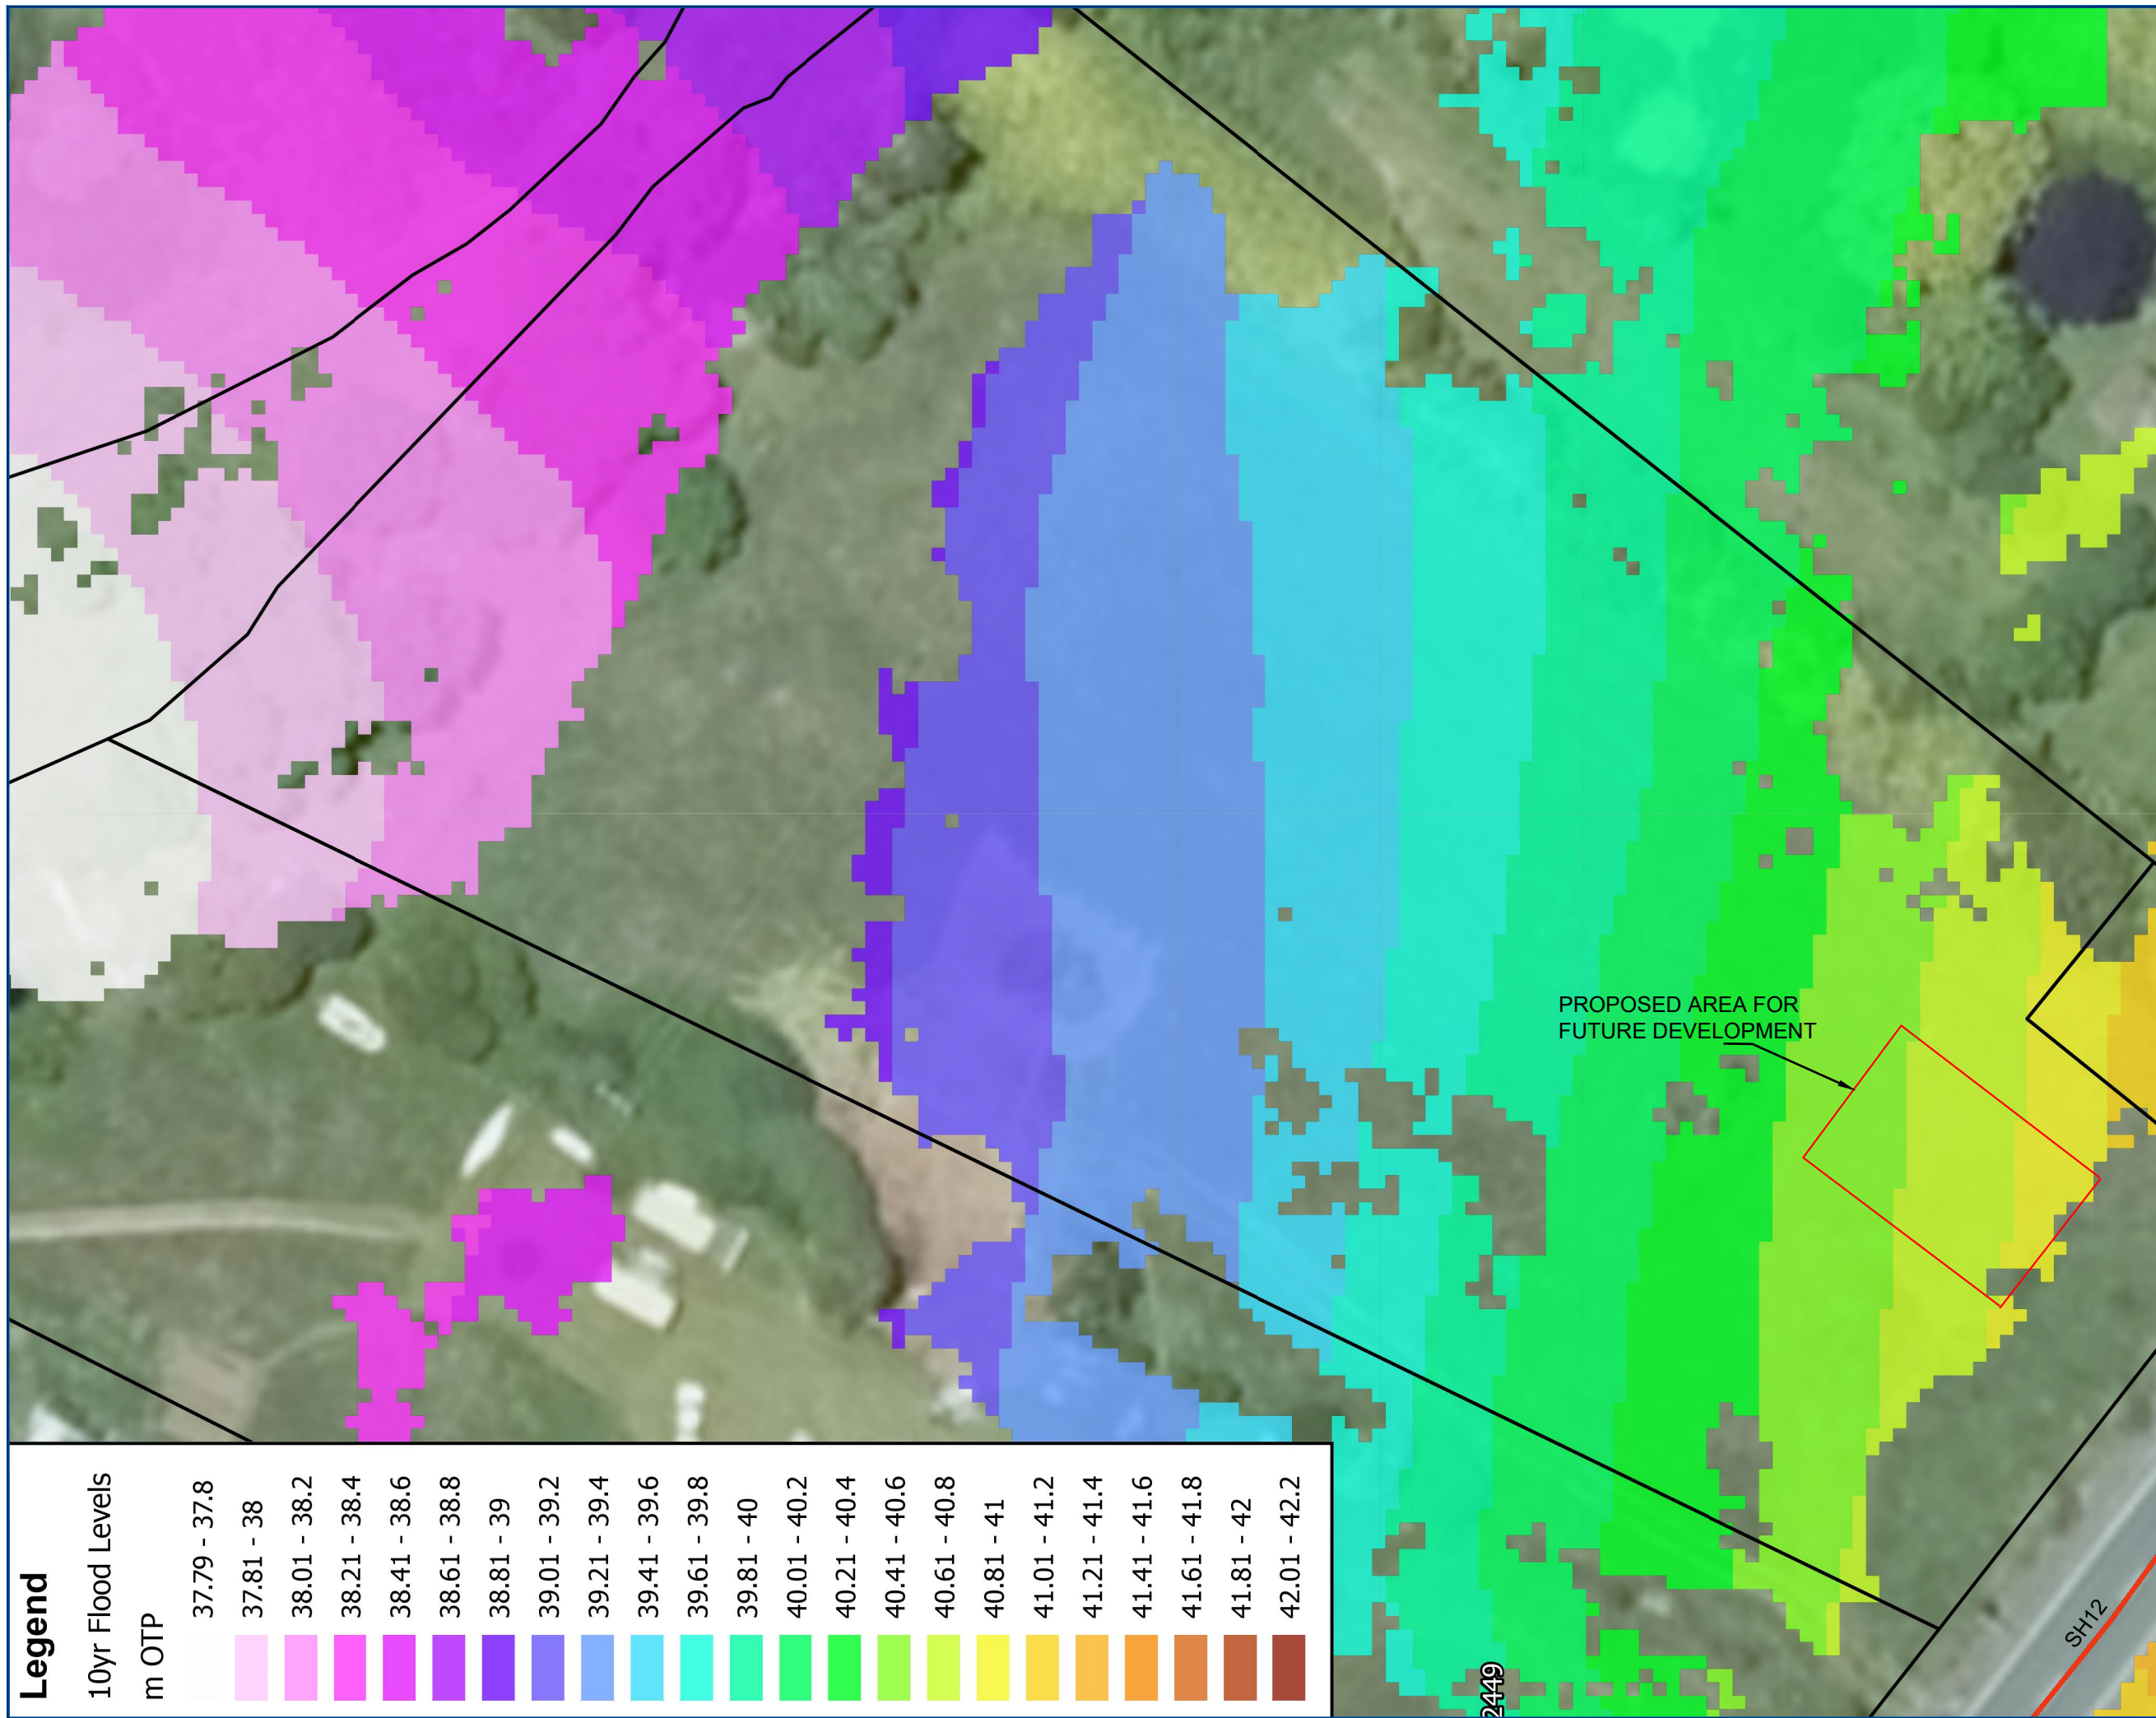 PROPOSED AREA FOR
FUTURE DEVELOPMENT
SH12
2449
Legend
10yr Flood Levels
m OTP
37.79 - 37.8
37.81 - 38
38.01 - 38.2
38.21 - 38.4
38.41 - 38.6
38.61 - 38.8
38.81 - 39
39.01 - 39.2
39.21 - 39.4
39.41 - 39.6
39.61 - 39.8
39.81 - 40
40.01 - 40.2
40.21 - 40.4
40.41 - 40.6
40.61 - 40.8
40.81 - 41
41.01 - 41.2
41.21 - 41.4
41.41 - 41.6
41.61 - 41.8
41.81 - 42
42.01 - 42.2